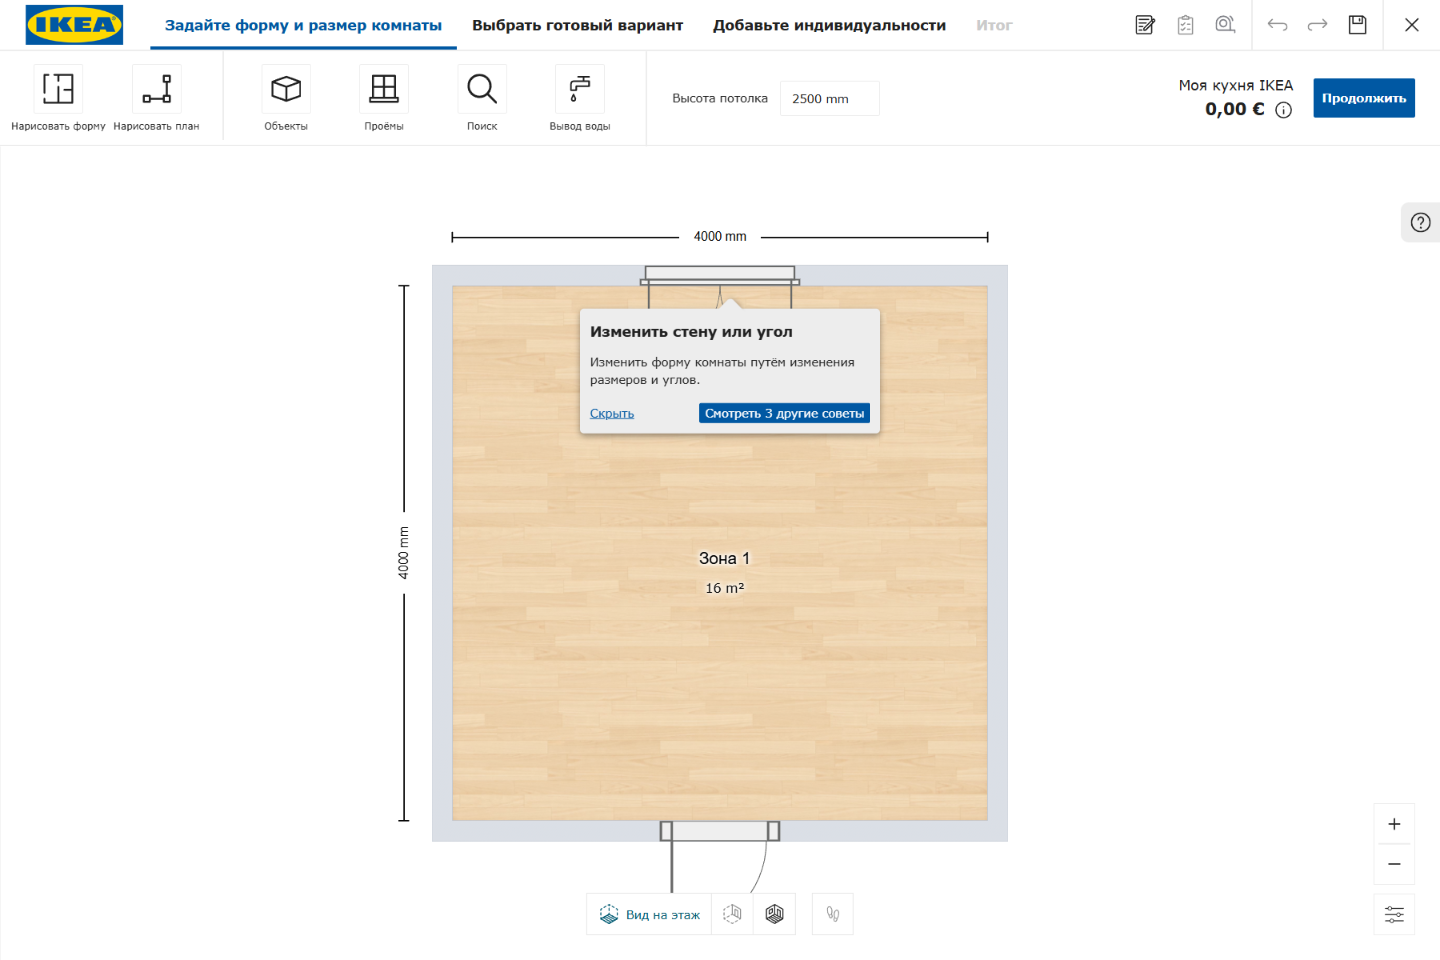 IKEA
Задайте форму и размер комнаты
Выбрать готовый вариант
Добавьте индивидуальности
Итог
Нарисовать форму
Нарисовать план
Объекты
Проёмы
Поиск
Вывод воды
Высота потолка
2500 mm
Моя кухня IKEA
0,00 €
Продолжить
4000 mm
Изменить стену или угол
Изменить форму комнаты путём изменения
размеров и углов.
Скрыть
Смотреть 3 другие советы
4000 mm
Зона 1
16 m²
Вид на этаж